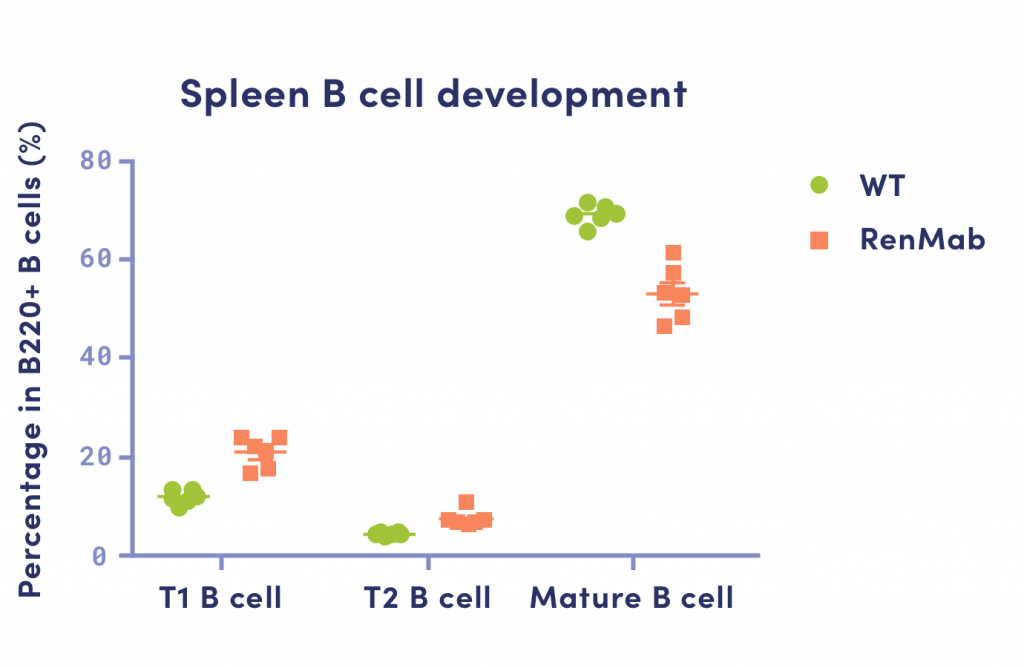 Spleen B cell development
Percentage in B220+ B cells (%)
80
60
40
20
0
T1 B cell
T2 B cell
Mature B cell
WT
RenMab